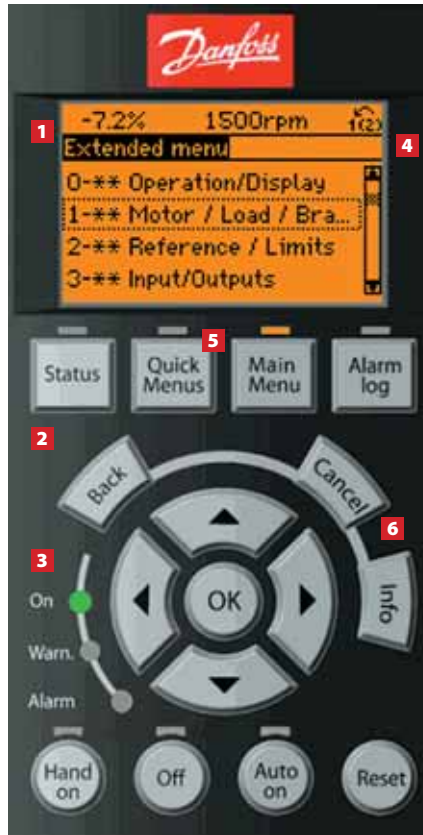 Danfoss
1
-7.2% 1500rpm 1(2)
4
Extended menu
0-** Operation/Display
1-** Motor / Load / Bra...
2-** Reference / Limits
3-** Input/Outputs
5
Status
Quick
Menus
Main
Menu
Alarm
log
2
Back
Cancel
6
3
On
OK
Info
Warn.
Alarm
Hand
on
Off
Auto
on
Reset